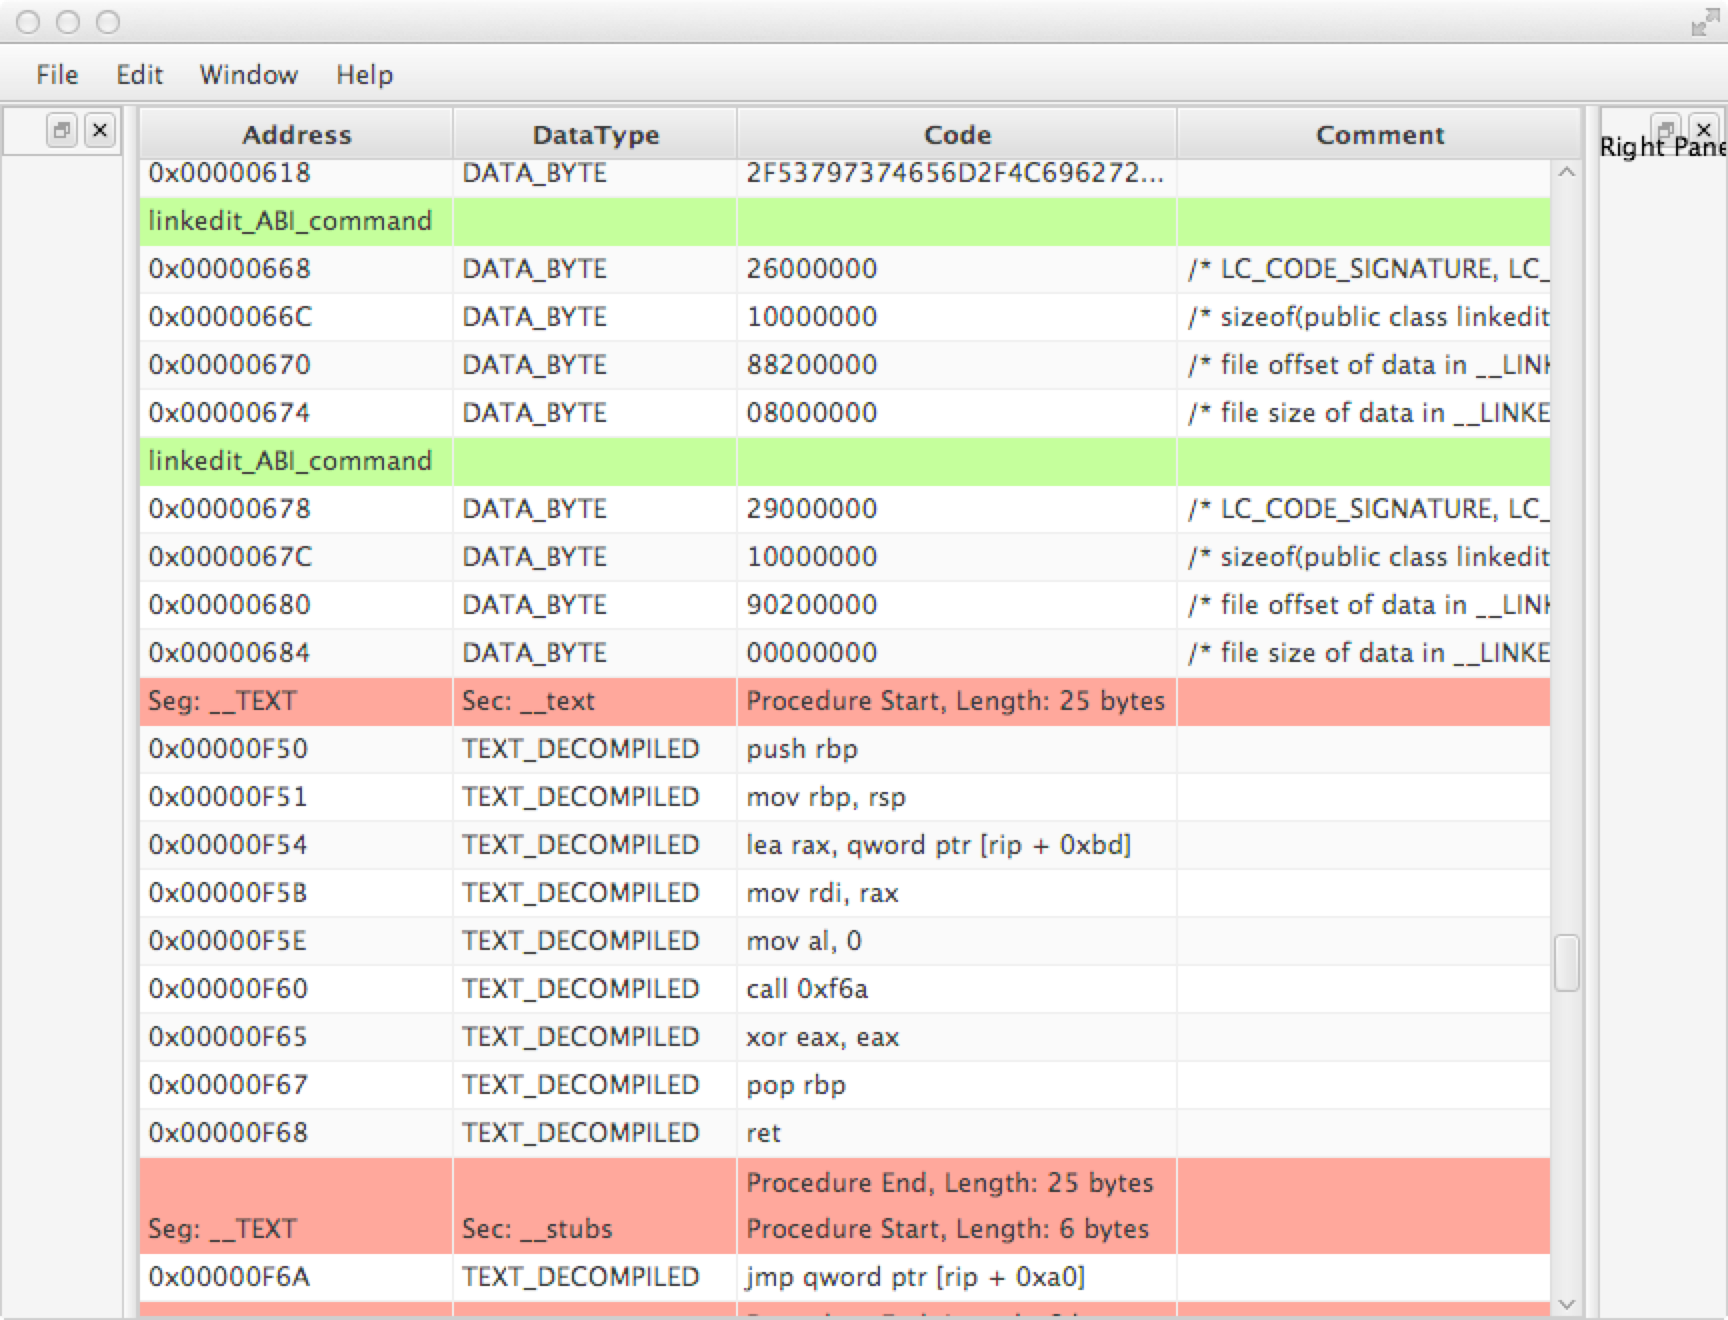 File Edit Window Help
Address DataType Code Comment
Right Pane
0x00000618 DATA_BYTE 2F53797374656D2F4C696272...
linkedit_ABI_command
0x00000668 DATA_BYTE 26000000 /* LC_CODE_SIGNATURE, LC_
0x0000066C DATA_BYTE 10000000 /* sizeof(public class linkedit
0x00000670 DATA_BYTE 88200000 /* file offset of data in __LINK
0x00000674 DATA_BYTE 08000000 /* file size of data in __LINKE
linkedit_ABI_command
0x00000678 DATA_BYTE 29000000 /* LC_CODE_SIGNATURE, LC_
0x0000067C DATA_BYTE 10000000 /* sizeof(public class linkedit
0x00000680 DATA_BYTE 90200000 /* file offset of data in __LINK
0x00000684 DATA_BYTE 00000000 /* file size of data in __LINKE
Seg: __TEXT Sec: __text Procedure Start, Length: 25 bytes
0x00000F50 TEXT_DECOMPILED push rbp
0x00000F51 TEXT_DECOMPILED mov rbp, rsp
0x00000F54 TEXT_DECOMPILED lea rax, qword ptr [rip + 0xbd]
0x00000F5B TEXT_DECOMPILED mov rdi, rax
0x00000F5E TEXT_DECOMPILED mov al, 0
0x00000F60 TEXT_DECOMPILED call 0xf6a
0x00000F65 TEXT_DECOMPILED xor eax, eax
0x00000F67 TEXT_DECOMPILED pop rbp
0x00000F68 TEXT_DECOMPILED ret
Procedure End, Length: 25 bytes
Seg: __TEXT Sec: __stubs Procedure Start, Length: 6 bytes
0x00000F6A TEXT_DECOMPILED jmp qword ptr [rip + 0xa0]